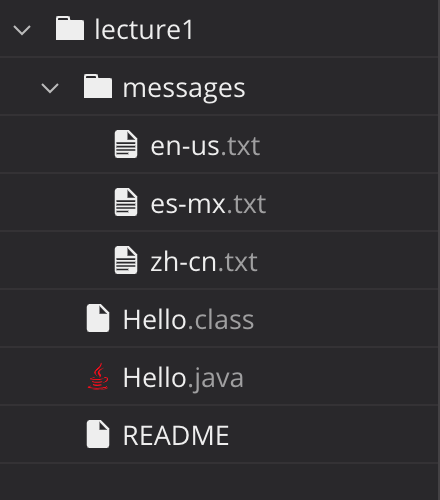 lecture1
messages
en-us.txt
es-mx.txt
zh-cn.txt
Hello.class
Hello.java
README